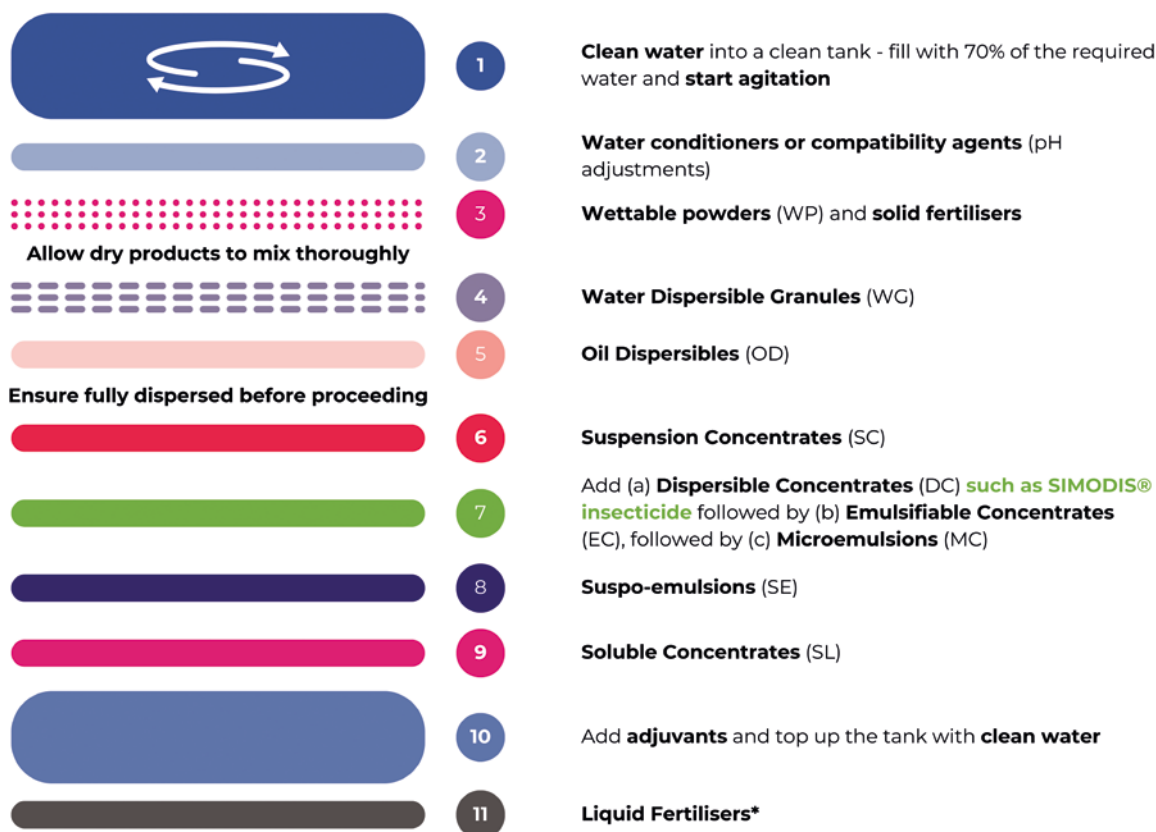 1
Clean water into a clean tank - fill with 70% of the required
water and start agitation
2
Water conditioners or compatibility agents (pH
adjustments)
3
Wettable powders (WP) and solid fertilisers
Allow dry products to mix thoroughly
4
Water Dispersible Granules (WG)
5
Oil Dispersibles (OD)
Ensure fully dispersed before proceeding
6
Suspension Concentrates (SC)
7
Add (a) Dispersible Concentrates (DC) such as SIMODIS®
insecticide followed by (b) Emulsifiable Concentrates
(EC), followed by (c) Microemulsions (MC)
8
Suspo-emulsions (SE)
9
Soluble Concentrates (SL)
10
Add adjuvants and top up the tank with clean water
11
Liquid Fertilisers*